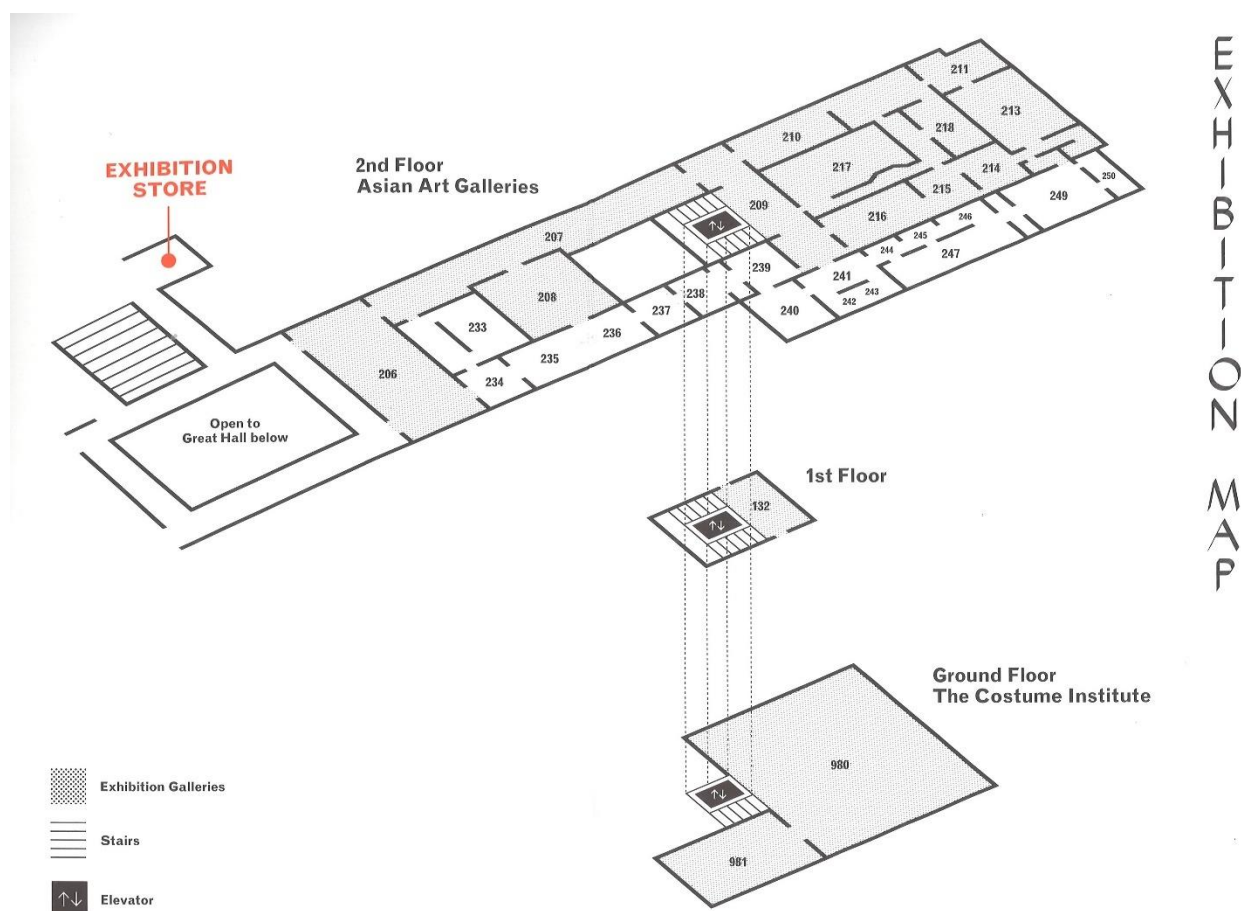 EXHIBITION MAP
EXHIBITION
STORE
2nd Floor
Asian Art Galleries
211
213
210
218
217
214
250
209
215
249
216
246
245
207
244
247
239
241
243
242
208
238
240
237
233
236
235
206
234
Open to
Great Hall below
1st Floor
132
Ground Floor
The Costume Institute
980
981
Exhibition Galleries
Stairs
Elevator